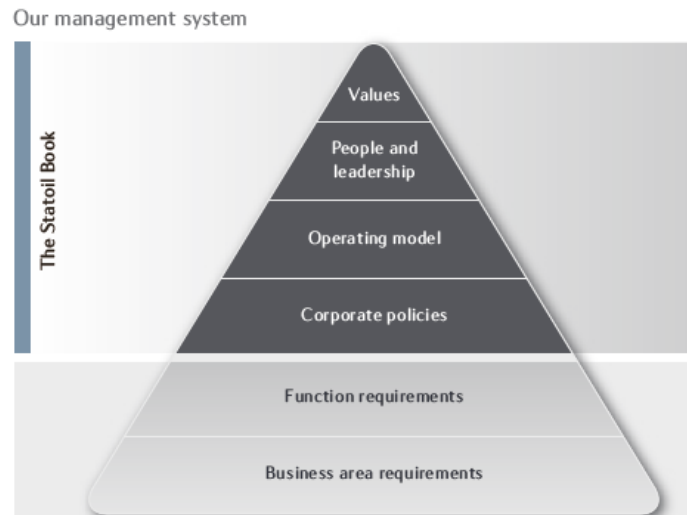 Our management system
The Statoil Book
Values
People and
leadership
Operating model
Corporate policies
Function requirements
Business area requirements